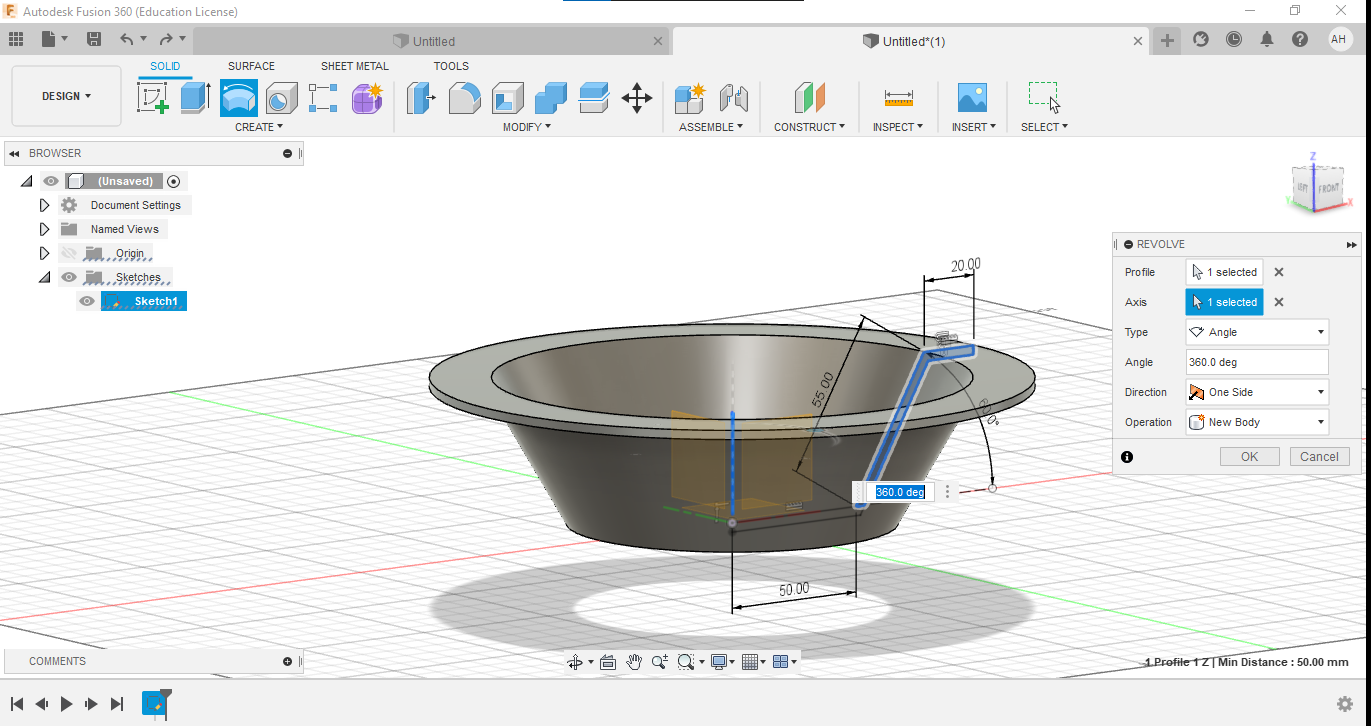 Autodesk Fusion 360 (Education License)
Untitled
Untitled*(1)
AH
DESIGN
SOLID
SURFACE
SHEET METAL
TOOLS
CREATE
MODIFY
ASSEMBLE
CONSTRUCT
INSPECT
INSERT
SELECT
BROWSER
(Unsaved)
Document Settings
Named Views
Origin
Sketches
Sketch1
Z
LEFT
FRONT
Y
X
REVOLVE
Profile
1 selected
Axis
1 selected
Type
Angle
Angle
360.0 deg
Direction
One Side
Operation
New Body
OK
Cancel
20.00
55.00
360.0 deg
50.00
COMMENTS
1 Profile 1 Z | Min Distance : 50.00 mm